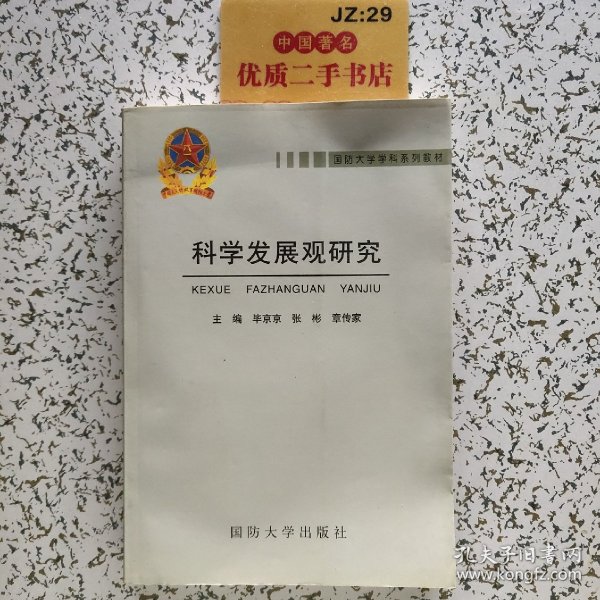 JZ:29
中国著名
优质二手书店
国防大学学科系列教材
科学发展观研究
KEXUE FAZHANGUAN YANJIU
主 编 毕京京 张 彬 章传家
国防大学出版社
孔夫子旧书网
www.kongfz.com